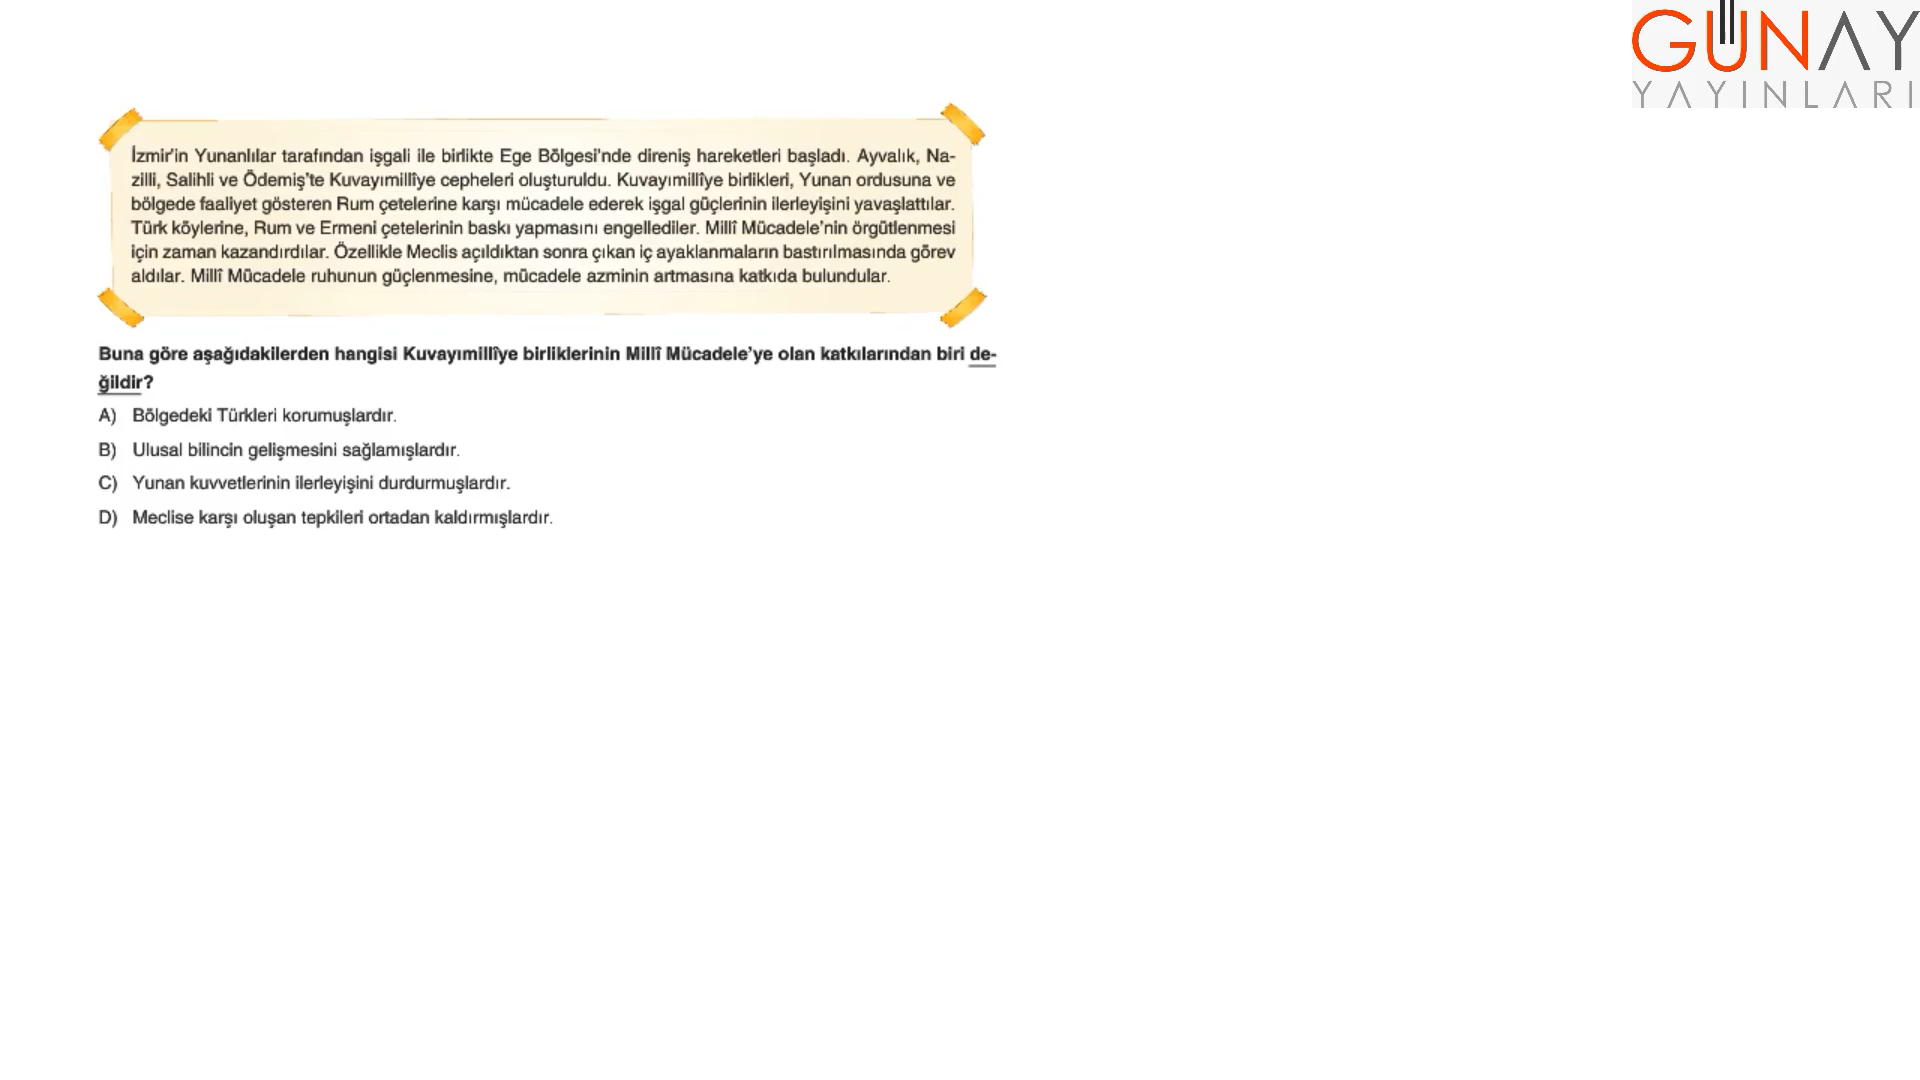 GÜNAY
YAYINLARI
İzmir'in Yunanlılar tarafından işgali ile birlikte Ege Bölgesi'nde direniş hareketleri başladı. Ayvalık, Na-
zilli, Salihli ve Ödemiş'te Kuvayımillîye cepheleri oluşturuldu. Kuvayımillîye birlikleri, Yunan ordusuna ve
bölgede faaliyet gösteren Rum çetelerine karşı mücadele ederek işgal güçlerinin ilerleyişini yavaşlattılar.
Türk köylerine, Rum ve Ermeni çetelerinin baskı yapmasını engellediler. Millî Mücadele'nin örgütlenmesi
için zaman kazandırdılar. Özellikle Meclis açıldıktan sonra çıkan iç ayaklanmaların bastırılmasında görev
aldılar. Millî Mücadele ruhunun güçlenmesine, mücadele azminin artmasına katkıda bulundular.
Buna göre aşağıdakilerden hangisi Kuvayımillîye birliklerinin Millî Mücadele'ye olan katkılarından biri de-
ğildir?
A) Bölgedeki Türkleri korumuşlardır.
B) Ulusal bilincin gelişmesini sağlamışlardır.
C) Yunan kuvvetlerinin ilerleyişini durdurmuşlardır.
D) Meclise karşı oluşan tepkileri ortadan kaldırmışlardır.